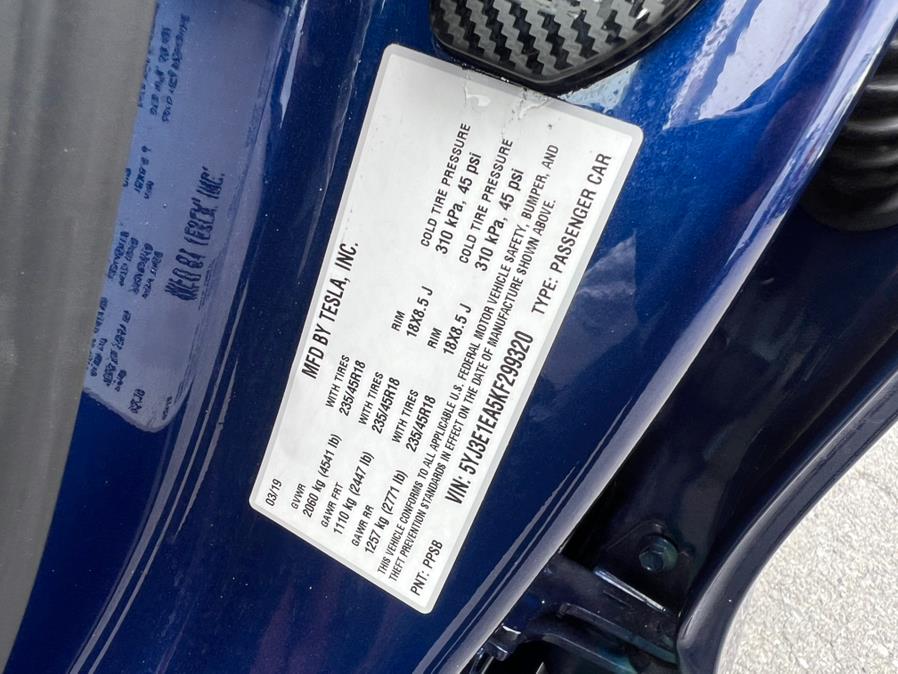 MFD BY TESLA, INC.
03/19
GVWR WITH TIRES
2060 kg (4541 lb) 235/45R18
GAWR FRT WITH TIRES RIM COLD TIRE PRESSURE
1110 kg (2447 lb) 235/45R18 18X8.5 J 310 kPa, 45 psi
GAWR RR WITH TIRES RIM COLD TIRE PRESSURE
1257 kg (2771 lb) 235/45R18 18X8.5 J 310 kPa, 45 psi
THIS VEHICLE CONFORMS TO ALL APPLICABLE U.S. FEDERAL MOTOR VEHICLE SAFETY, BUMPER, AND
THEFT PREVENTION STANDARDS IN EFFECT ON THE DATE OF MANUFACTURE SHOWN ABOVE.
PNT: PPSB VIN: 5YJ3E1EA5KF299320 TYPE: PASSENGER CAR